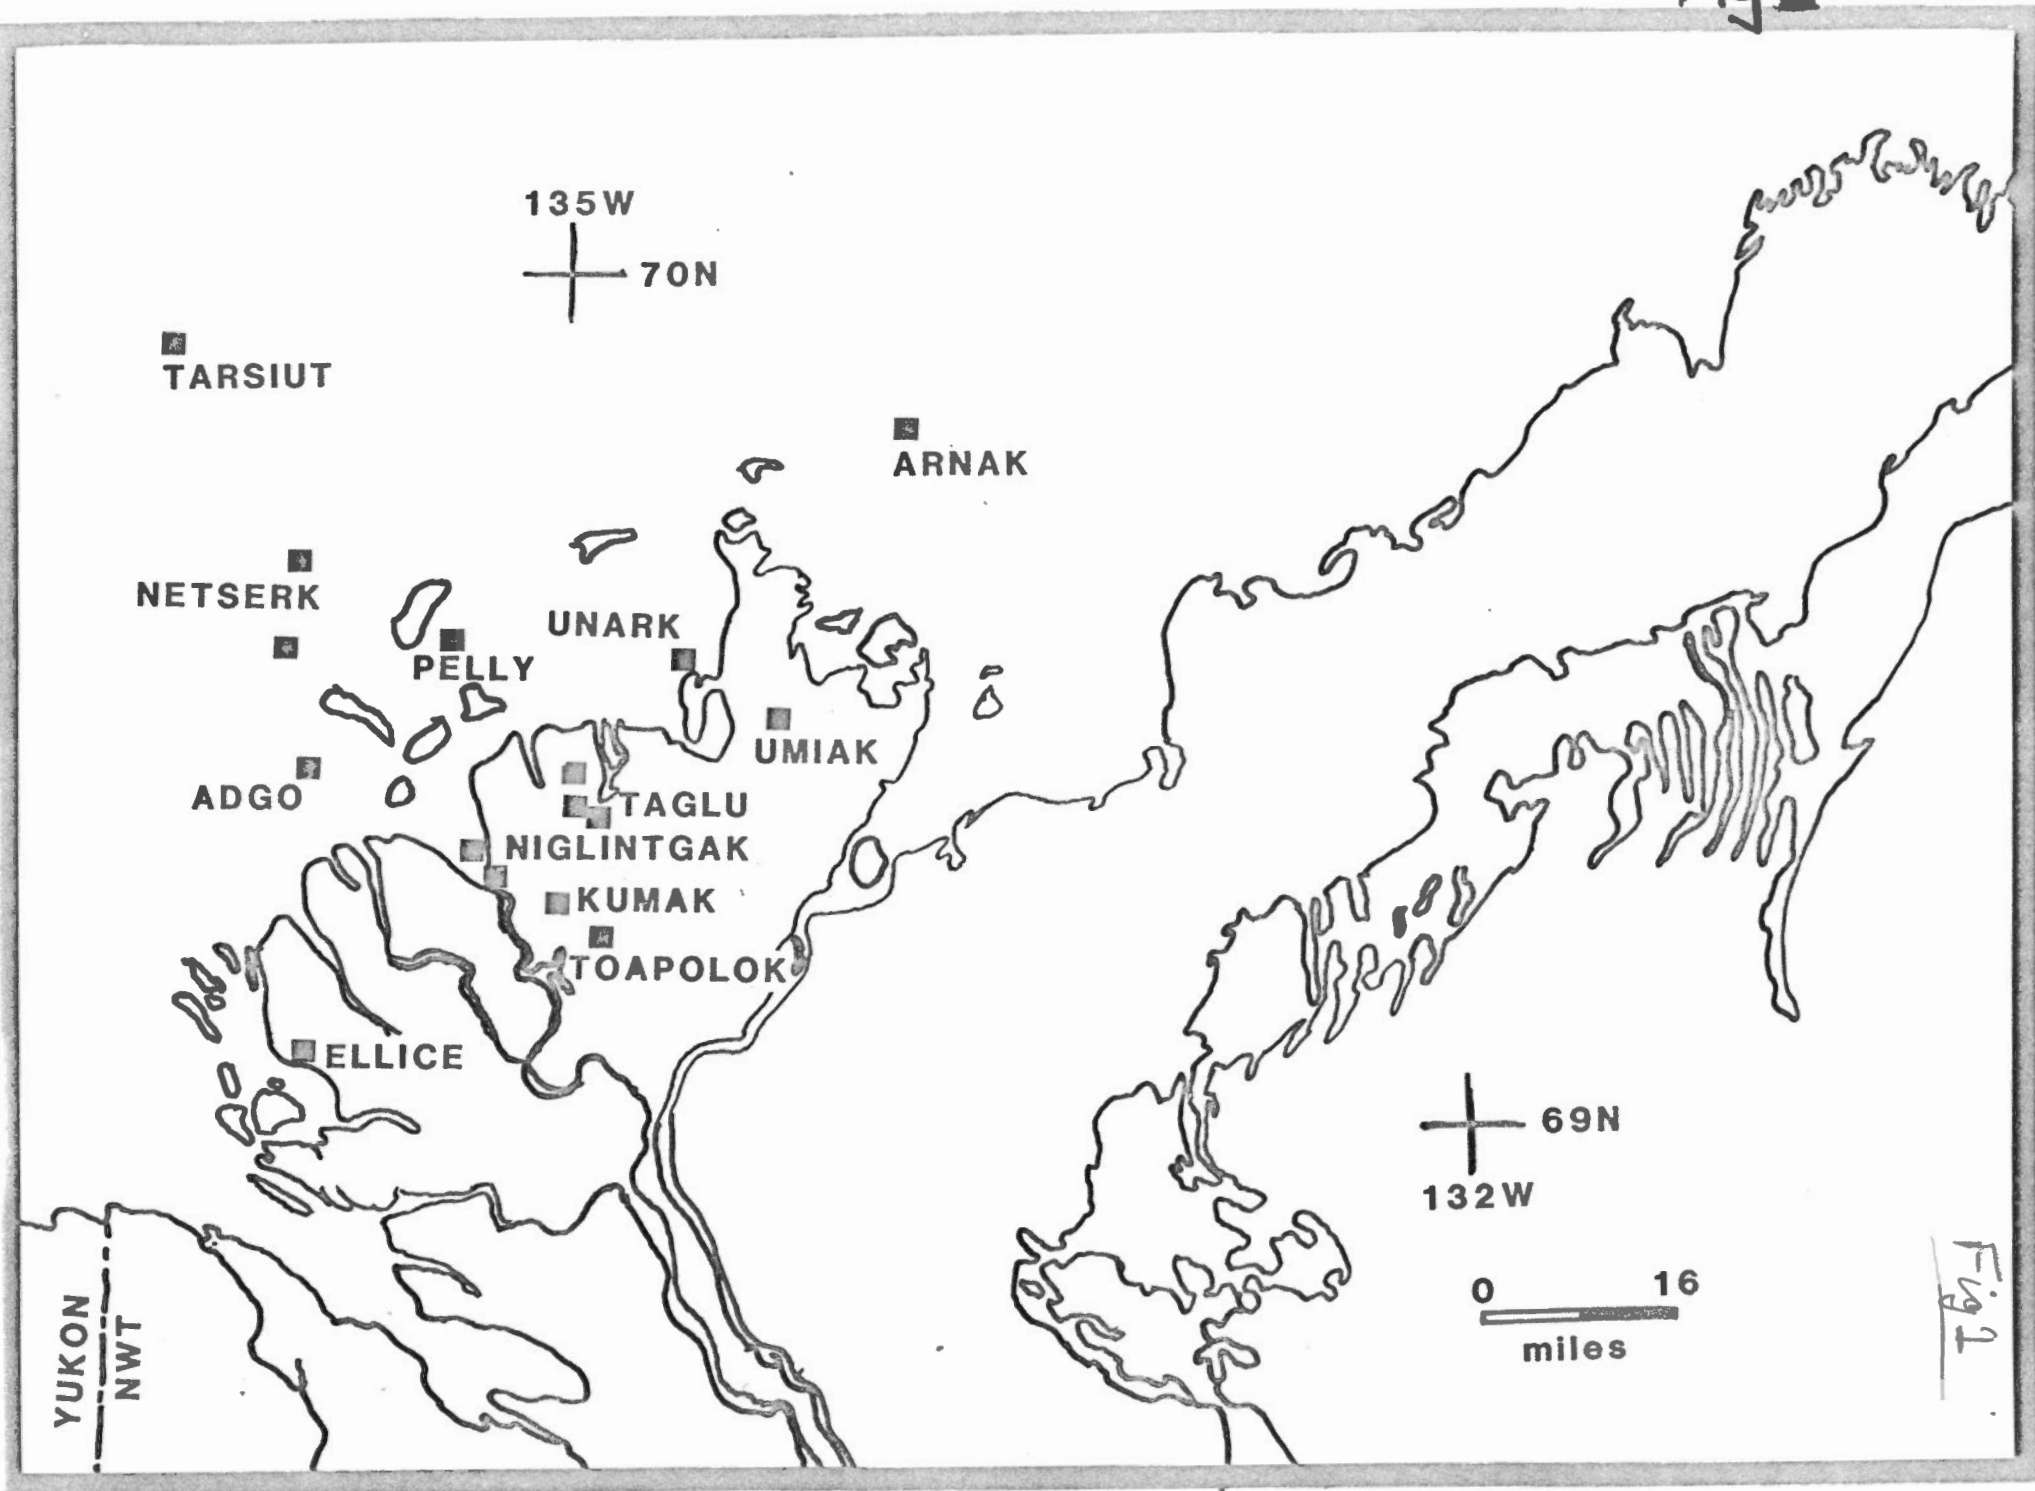 135W
70N
TARSIUT
ARNAK
NETSERK
UNARK
PELLY
UMIAK
ADGO
TAGLU
NIGLINTGAK
KUMAK
TOAPOLOK
ELLICE
69N
132W
0 16
miles
YUKON
NWT
Fig 1